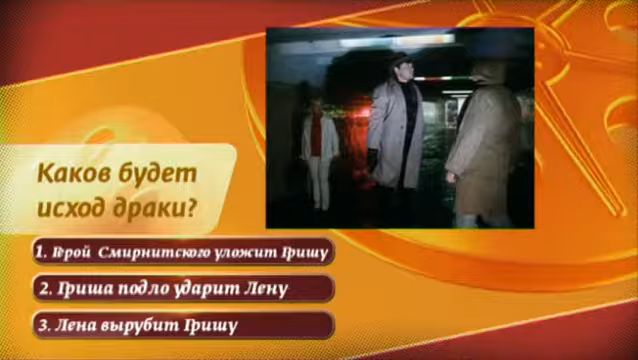 Каков будет
исход драки?
1. Герой Смирнитского уложит Гришу
2. Гриша подло ударит Лену
3. Лена вырубит Гришу